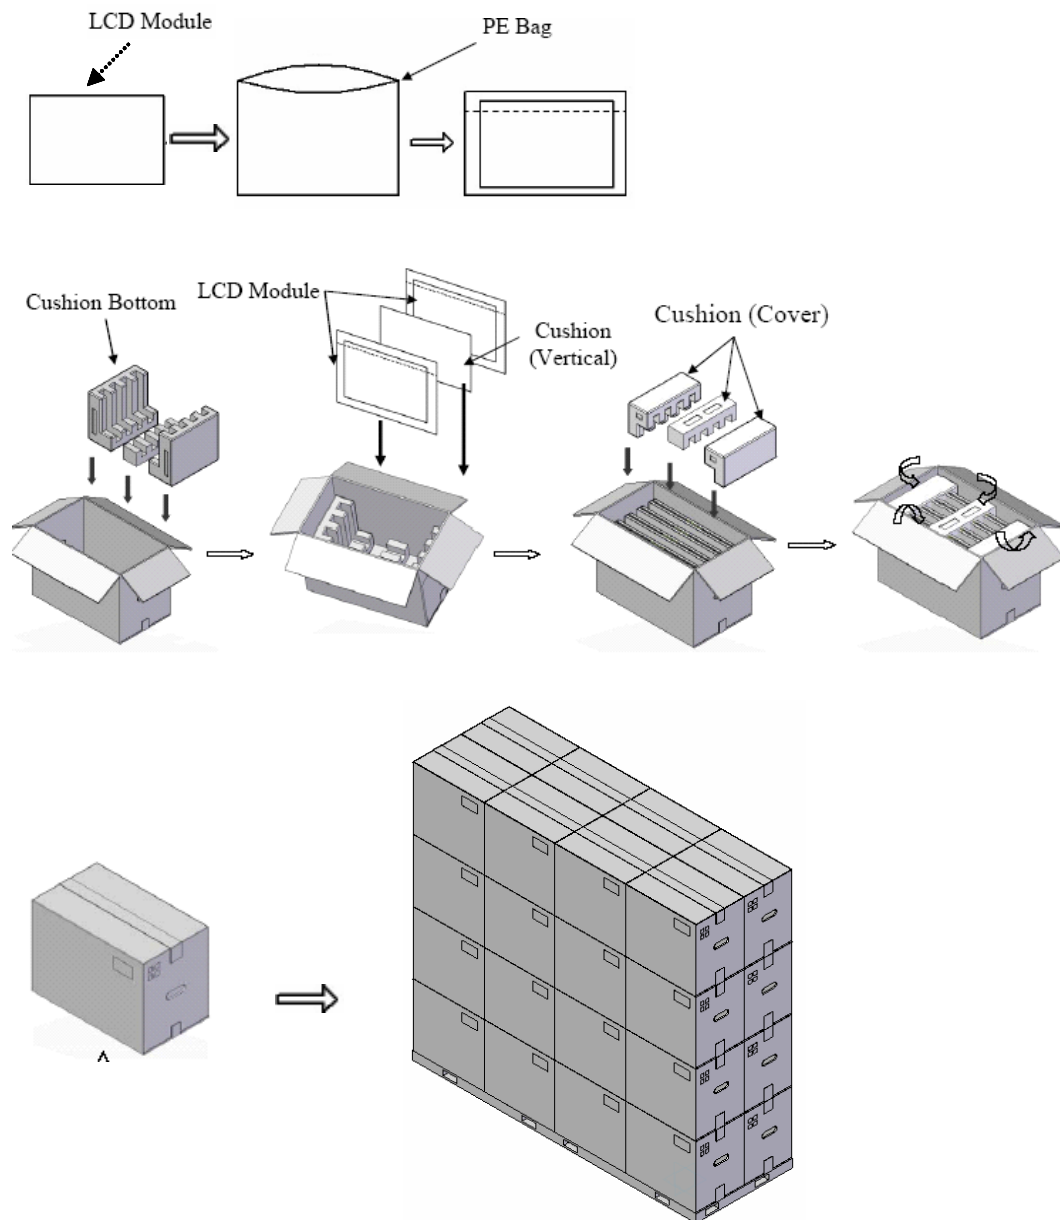 LCD Module
PE Bag
Cushion Bottom
LCD Module
Cushion
(Vertical)
Cushion (Cover)